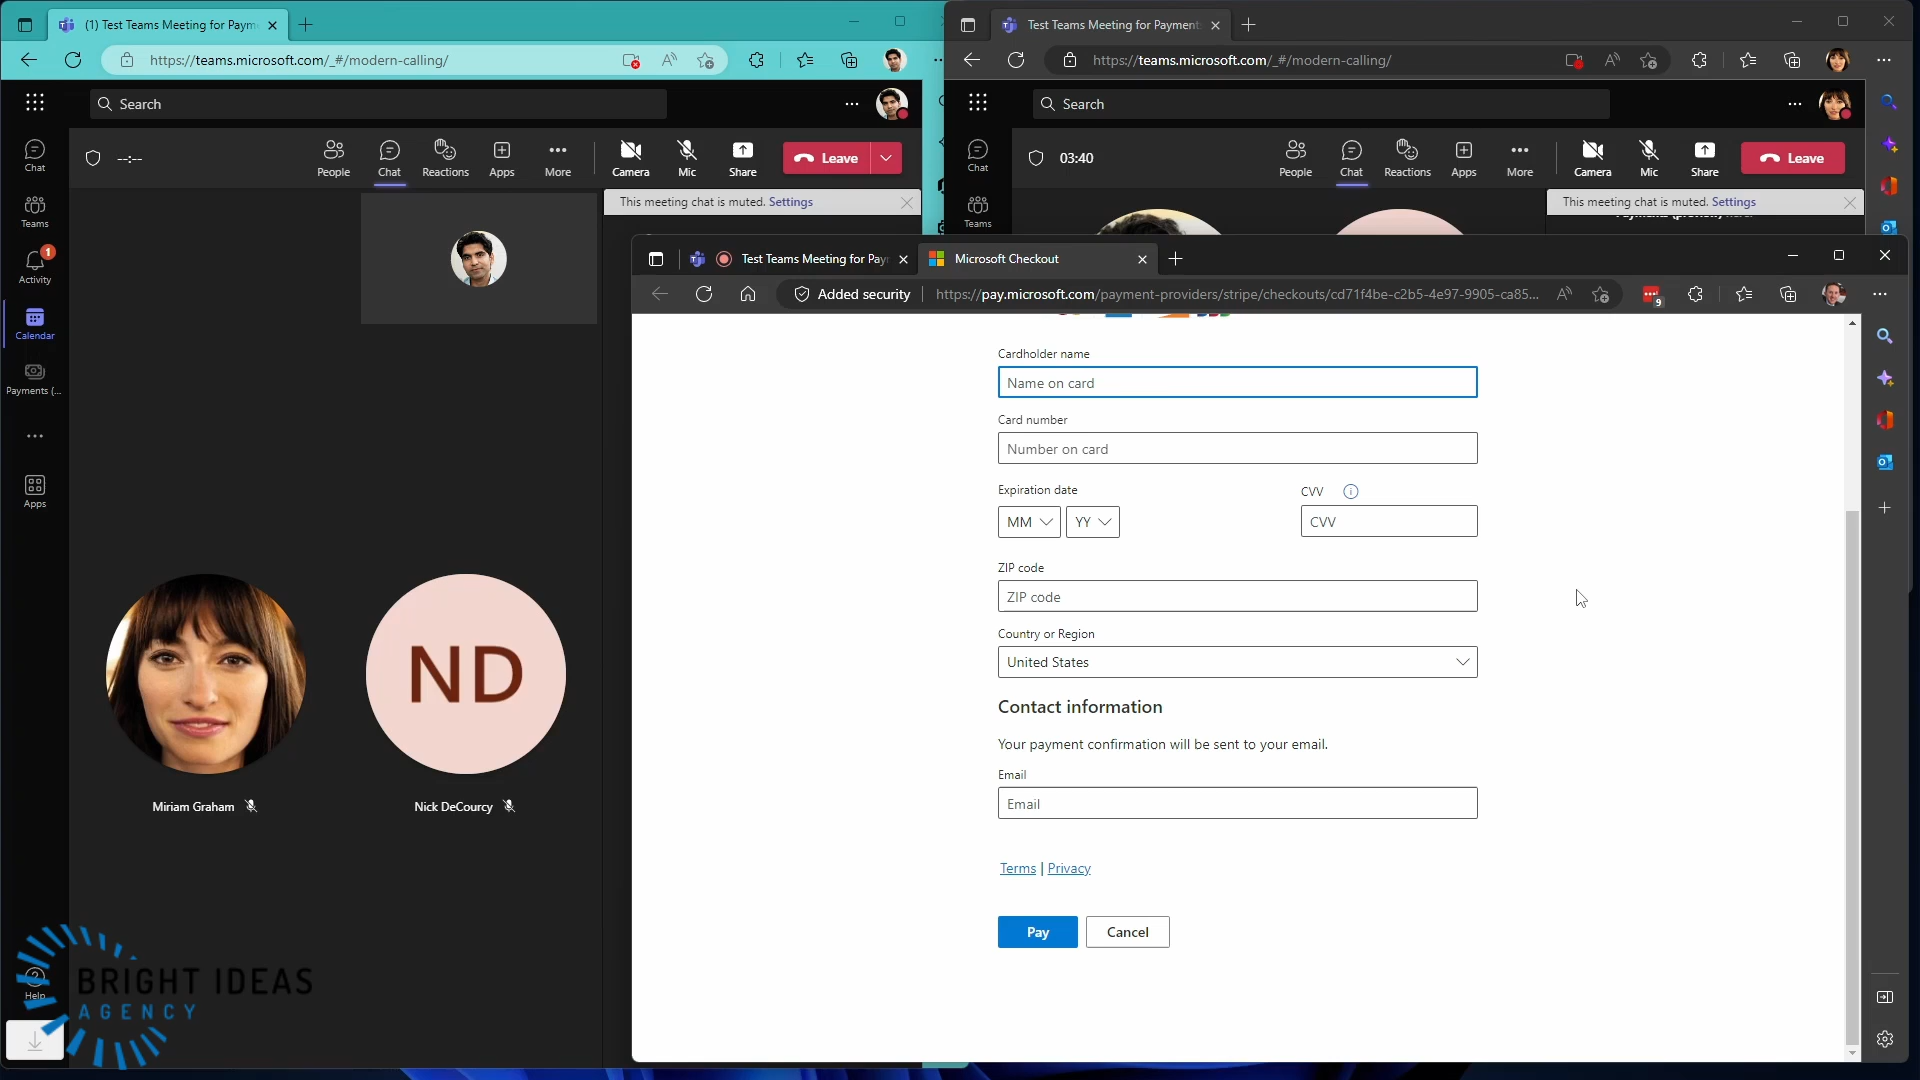 (1) Test Teams Meeting for Paym
https://teams.microsoft.com/_#/modern-calling/
Search
Chat
Teams
Activity
1
Calendar
Payments (...
Apps
Help
--:--
People
Chat
Reactions
Apps
More
Camera
Mic
Share
Leave
This meeting chat is muted. Settings
Miriam Graham
ND
Nick DeCourcy
BRIGHT IDEAS
AGENCY
Test Teams Meeting for Payment
https://teams.microsoft.com/_#/modern-calling/
Search
Chat
Teams
03:40
People
Chat
Reactions
Apps
More
Camera
Mic
Share
Leave
This meeting chat is muted. Settings
Test Teams Meeting for Pay
Microsoft Checkout
Added security
https://pay.microsoft.com/payment-providers/stripe/checkouts/cd71f4be-c2b5-4e97-9905-ca85...
9
Cardholder name
Name on card
Card number
Number on card
Expiration date
MM
YY
CVV
CVV
ZIP code
ZIP code
Country or Region
United States
Contact information
Your payment confirmation will be sent to your email.
Email
Email
Terms | Privacy
Pay
Cancel